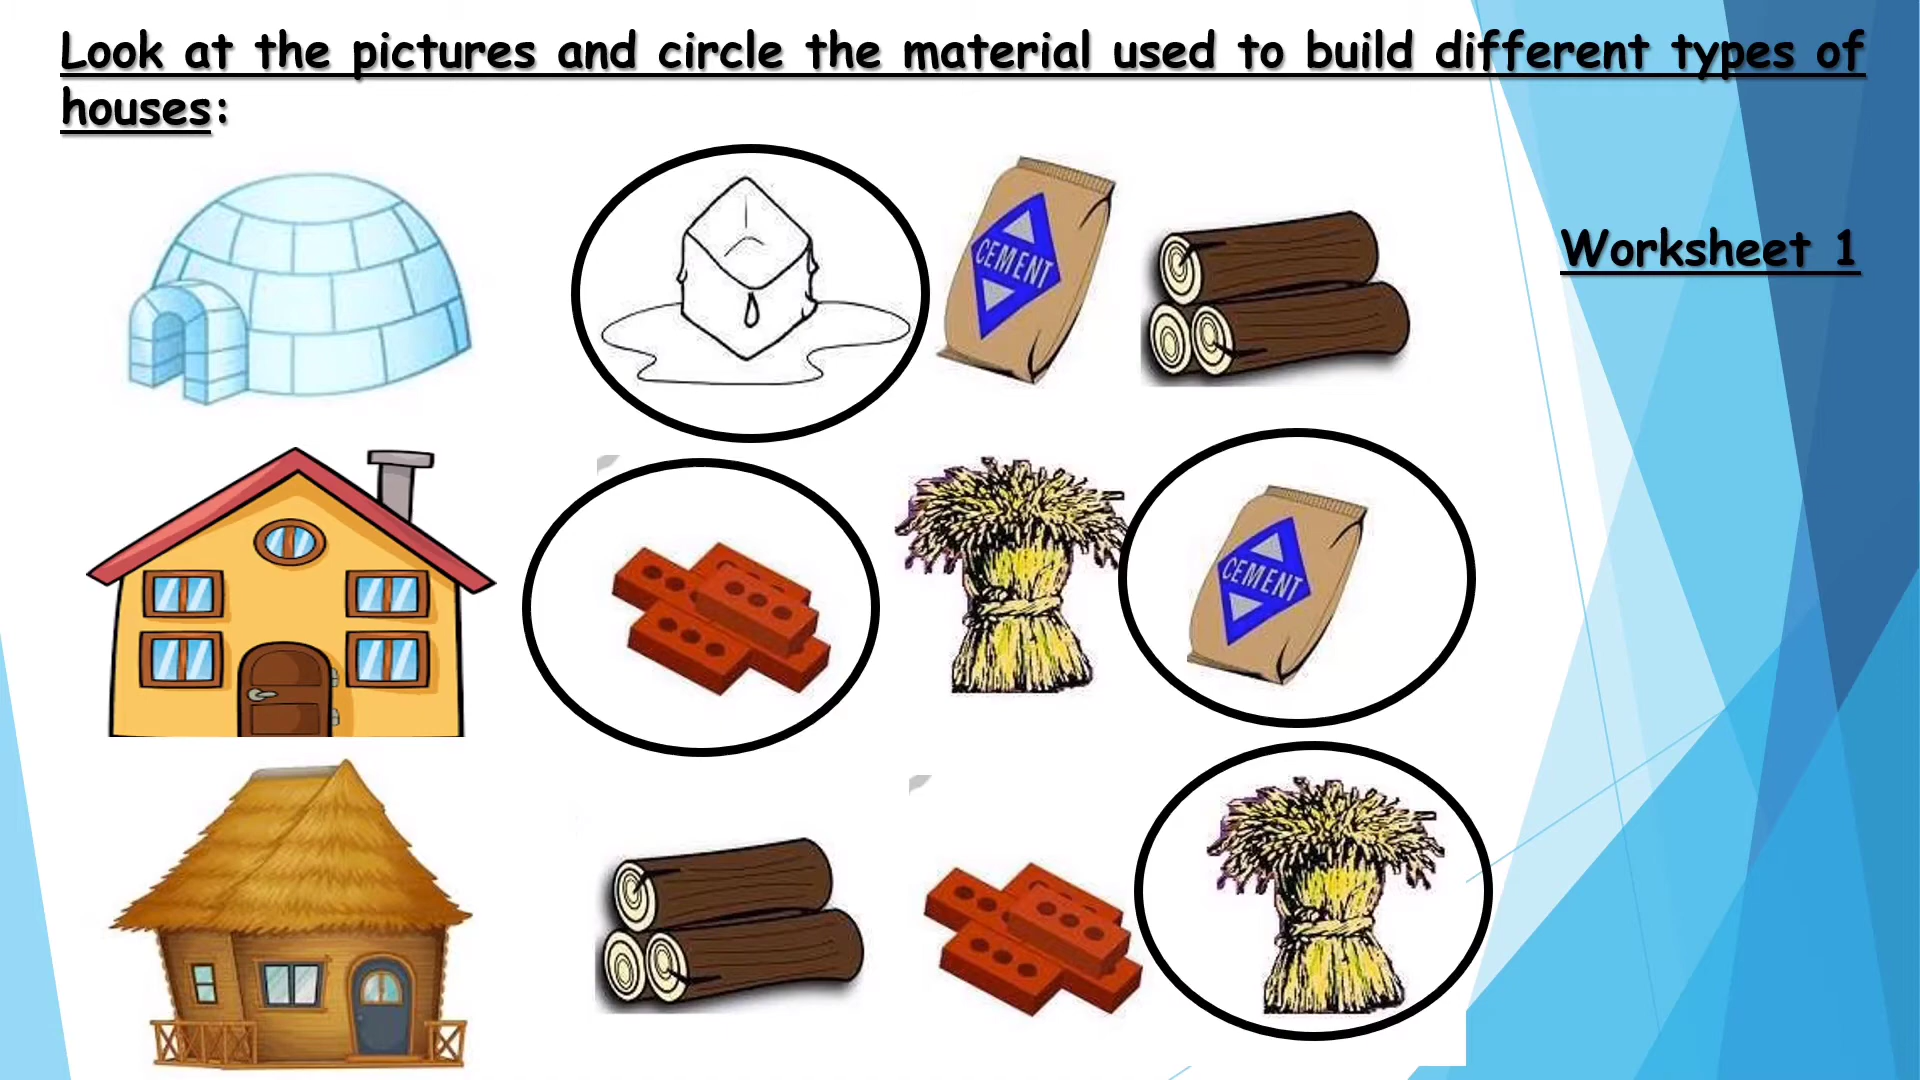 Look at the pictures and circle the material used to build different types of
houses:
CEMENT
Worksheet 1
CEMENT